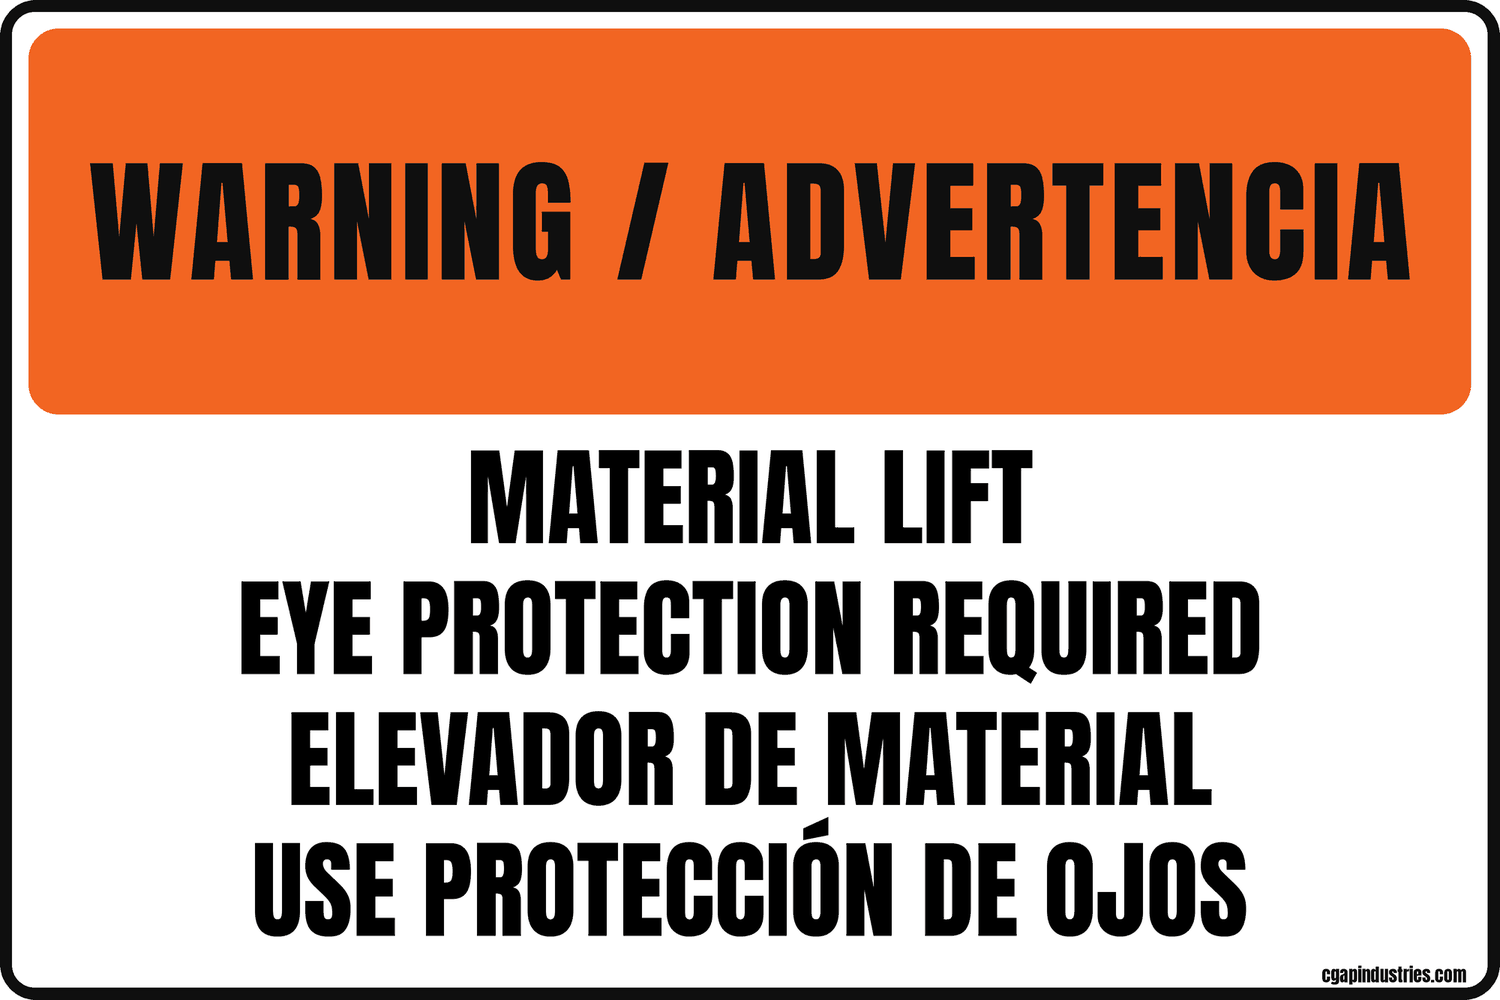 WARNING / ADVERTENCIA
MATERIAL LIFT
EYE PROTECTION REQUIRED
ELEVADOR DE MATERIAL
USE PROTECCIÓN DE OJOS
cgapindustries.com